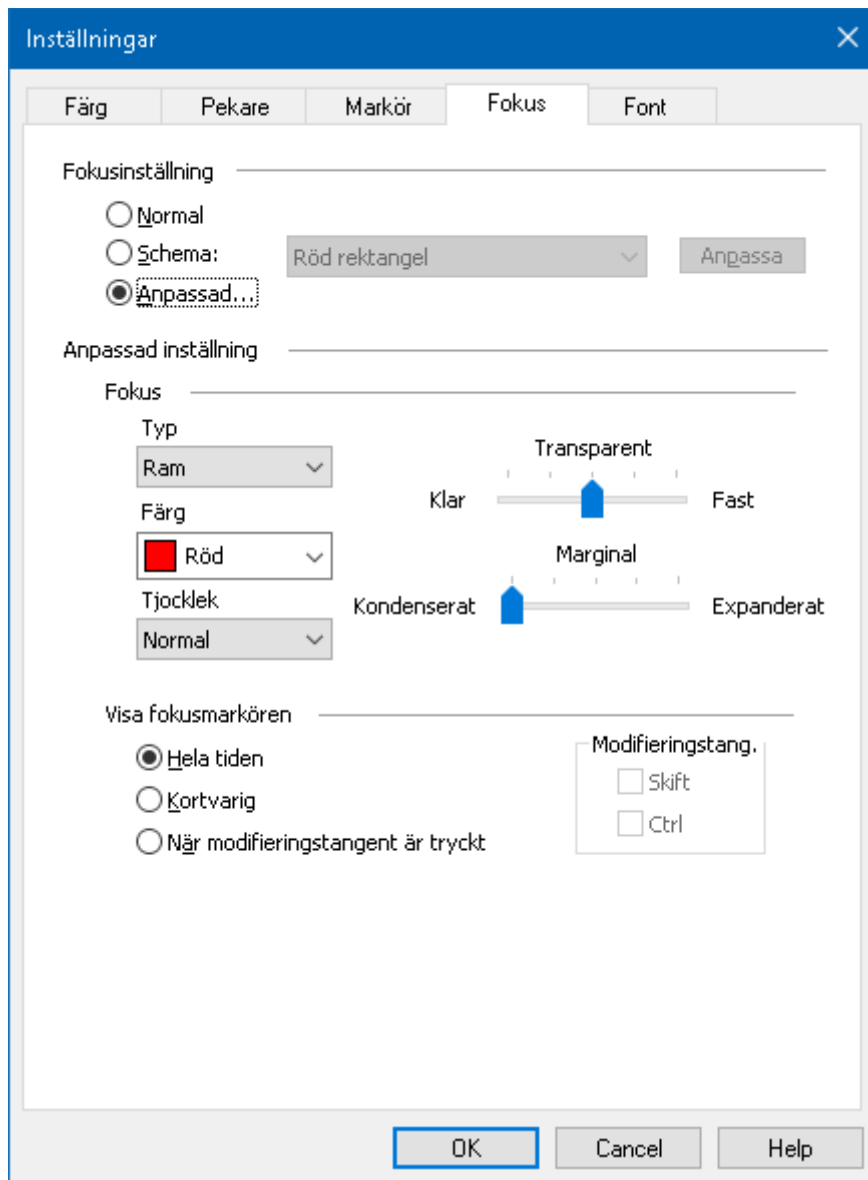 Inställningar
Färg Pekare Markör Fokus Font
Fokusinställning
Normal
Schema: Röd rektangel Anpassa
Anpassad...
Anpassad inställning
Fokus
Typ
Ram
Transparent
Klar Fast
Färg
Röd
Marginal
Kondenserat Expanderat
Tjocklek
Normal
Visa fokusmarkören
Hela tiden
Kortvarig
När modifieringstangent är tryckt
Modifieringstang.
Skift
Ctrl
OK Cancel Help